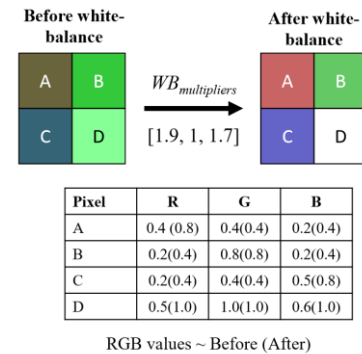 Before white-
balance
After white-
balance
A B
C D
WB multipliers
[1.9, 1, 1.7]
A B
C D
Pixel R G B
A 0.4 (0.8) 0.4(0.4) 0.2(0.4)
B 0.2(0.4) 0.8(0.8) 0.2(0.4)
C 0.2(0.4) 0.4(0.4) 0.5(0.8)
D 0.5(1.0) 1.0(1.0) 0.6(1.0)
RGB values ~ Before (After)